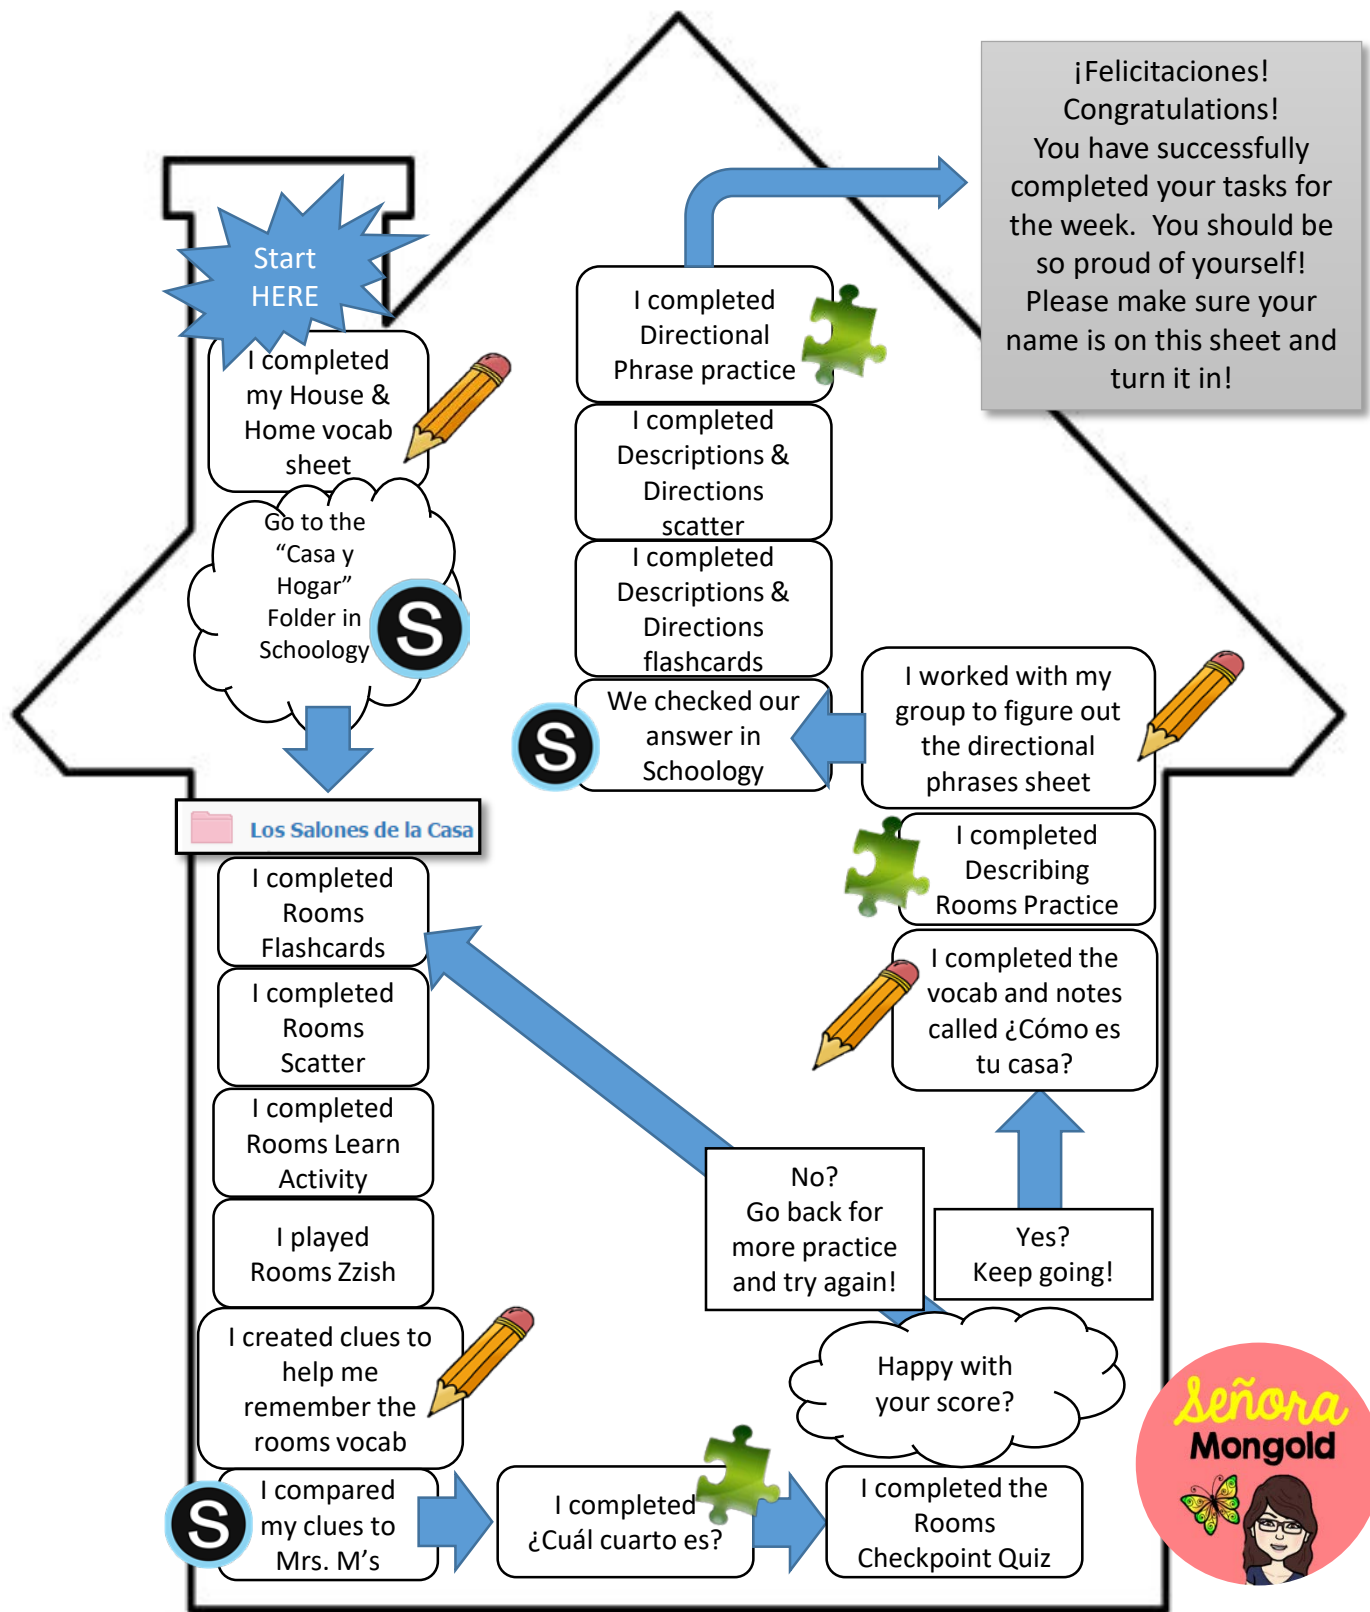 Start
HERE
I completed
my House &
Home vocab
sheet
Go to the
“Casa y
Hogar”
Folder in
Schoology
S
Los Salones de la Casa
I completed
Rooms
Flashcards
I completed
Rooms
Scatter
I completed
Rooms Learn
Activity
I played
Rooms Zzish
I created clues to
help me
remember the
rooms vocab
S
I compared
my clues to
Mrs. M’s
I completed
¿Cuál cuarto es?
I completed the
Rooms
Checkpoint Quiz
Happy with
your score?
No?
Go back for
more practice
and try again!
Yes?
Keep going!
I completed the
vocab and notes
called ¿Cómo es
tu casa?
I completed
Describing
Rooms Practice
I worked with my
group to figure out
the directional
phrases sheet
S
We checked our
answer in
Schoology
I completed
Descriptions &
Directions
flashcards
I completed
Descriptions &
Directions
scatter
I completed
Directional
Phrase practice
¡Felicitaciones!
Congratulations!
You have successfully
completed your tasks for
the week.  You should be
so proud of yourself!
Please make sure your
name is on this sheet and
turn it in!
Señora
Mongold